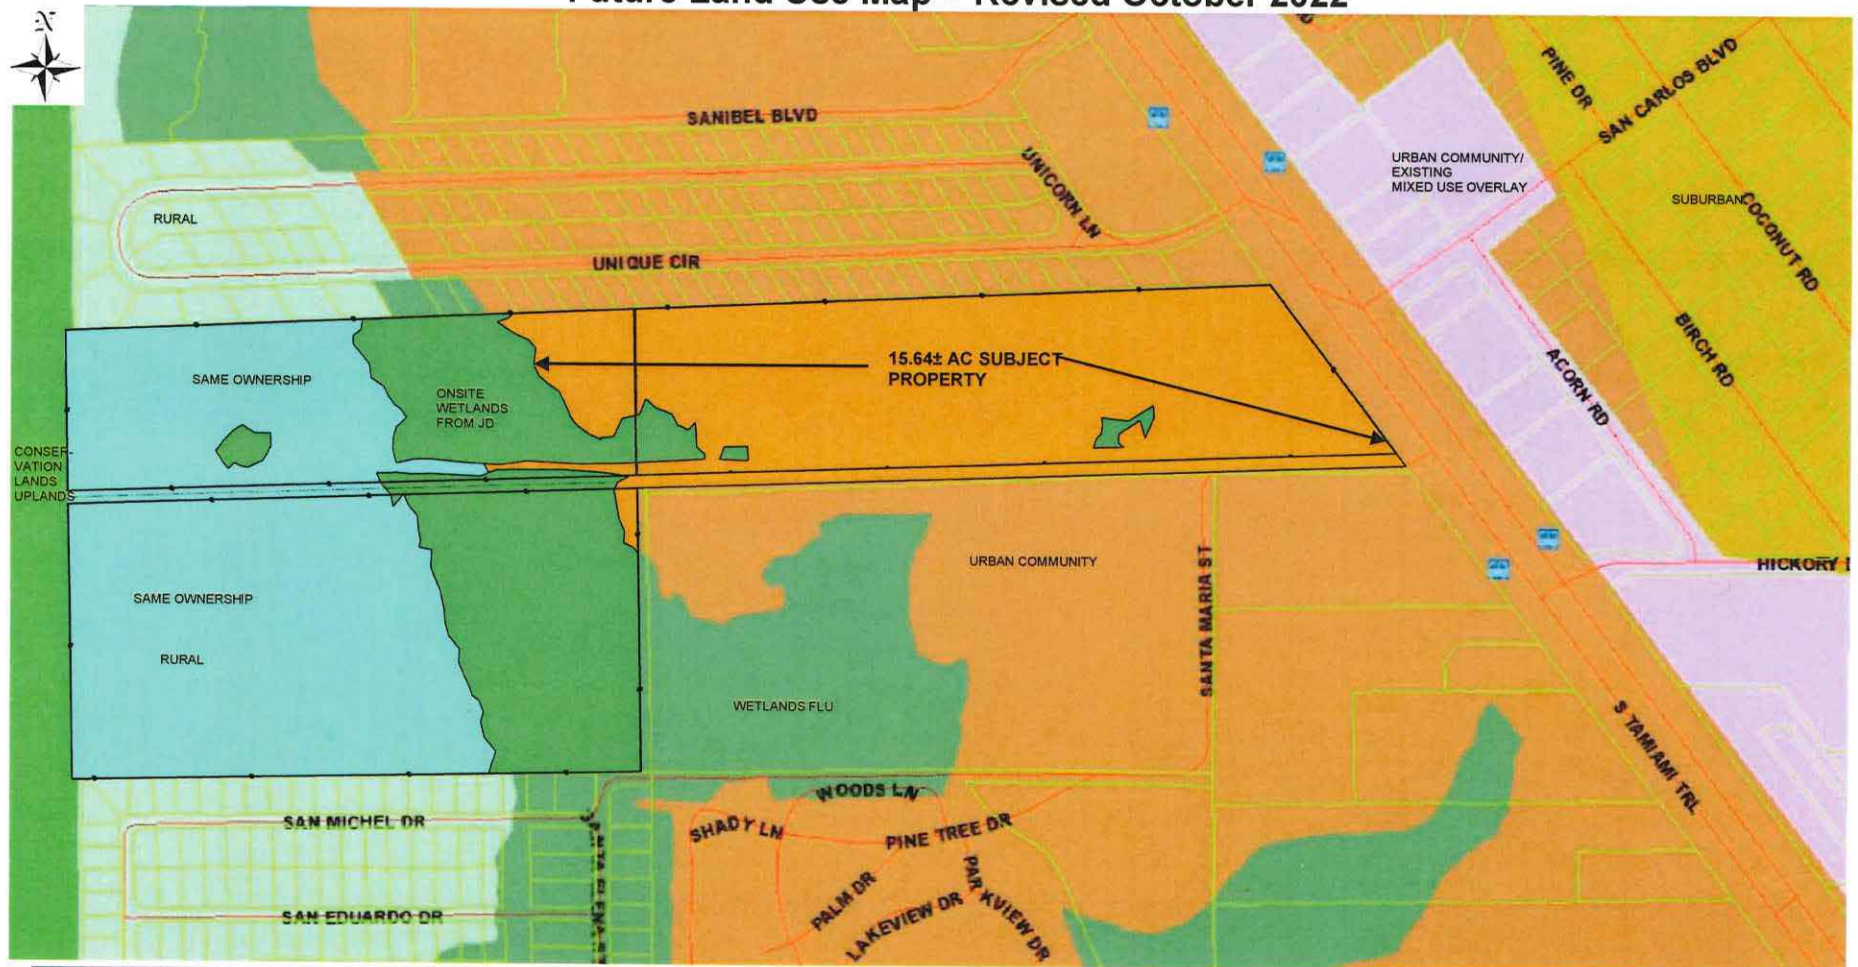 Future Land Use Map – Revised October 2022
N
SANIBEL BLVD
PINE DR
SAN CARLOS BLVD
UNICORN LN
URBAN COMMUNITY/
EXISTING
MIXED USE OVERLAY
SUBURBAN
COCONUT RD
RURAL
UNIQUE CIR
BIRCH RD
15.64± AC SUBJECT
PROPERTY
ACORN RD
SAME OWNERSHIP
ONSITE
WETLANDS
FROM JD
CONSER-
VATION
LANDS
UPLANDS
URBAN COMMUNITY
HICKORY
SAME OWNERSHIP
RURAL
SANTA MARIA ST
WETLANDS FLU
S TAMIAMI TRL
WOODS LN
SAN MICHEL DR
SHADY LN
PINE TREE DR
PALM DR
PARKVIEW DR
LAKEVIEW DR
SAN EDUARDO DR